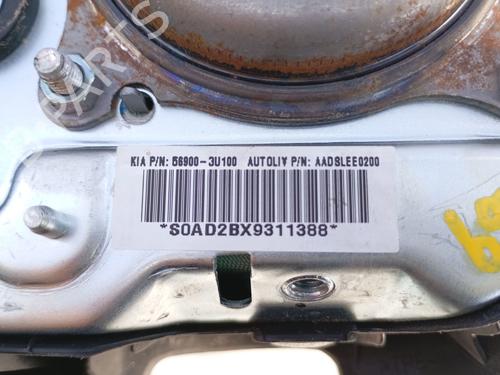 KIA P/N: 56900-3U100 AUTOLIV P/N: AADSLEE0200
*S0AD2BX9311388*